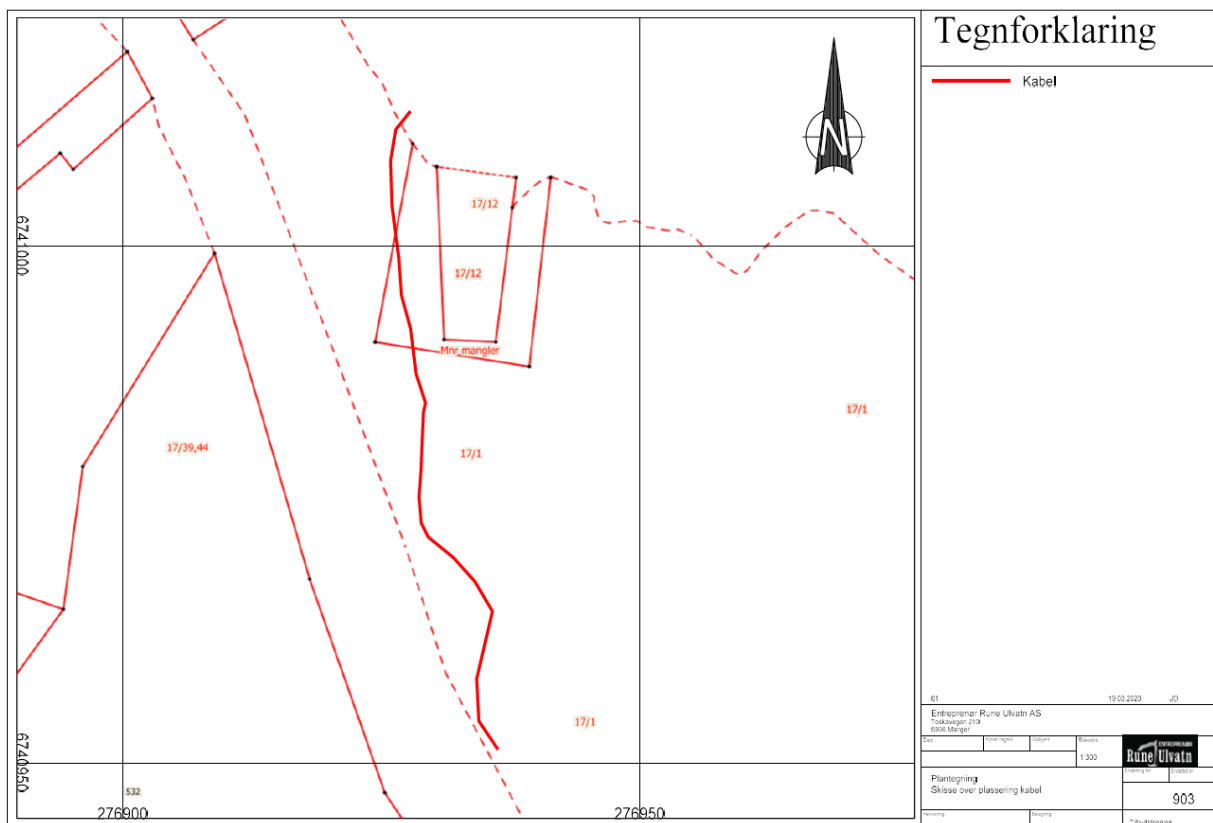 Tegnforklaring
Kabel
N
17/12
17/12
Mnr mangler
17/1
17/1
17/39,44
17/1
532
6741000
6740950
276900
276950
01 19.03.2020 JD
Entreprenør Rune Ulvatn AS
Toskavegen 210
5936 Manger
1:300
ENTREPRENØR
Rune Ulvatn
Plantegning
Skisse over plassering kabel
903